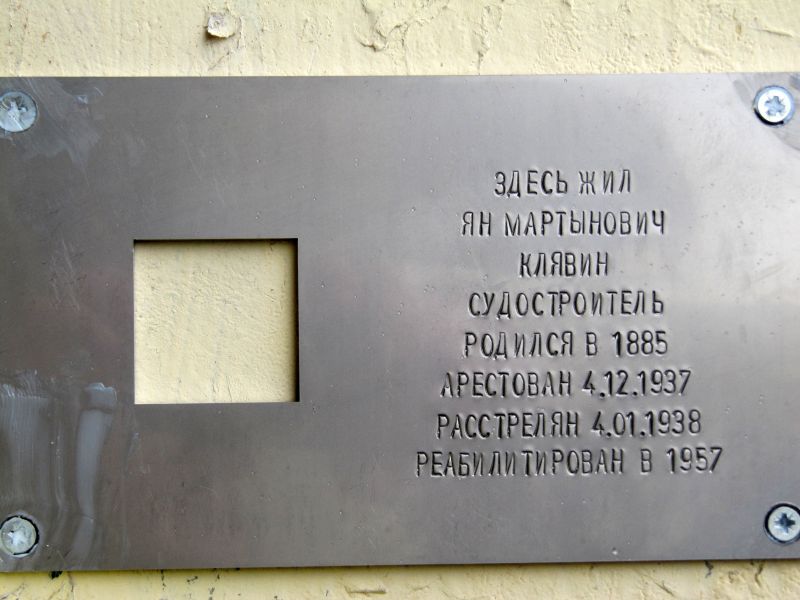 ЗДЕСЬ ЖИЛ
ЯН МАРТЫНОВИЧ
КЛЯВИН
СУДОСТРОИТЕЛЬ
РОДИЛСЯ В 1885
АРЕСТОВАН 4.12.1937
РАССТРЕЛЯН 4.01.1938
РЕАБИЛИТИРОВАН В 1957